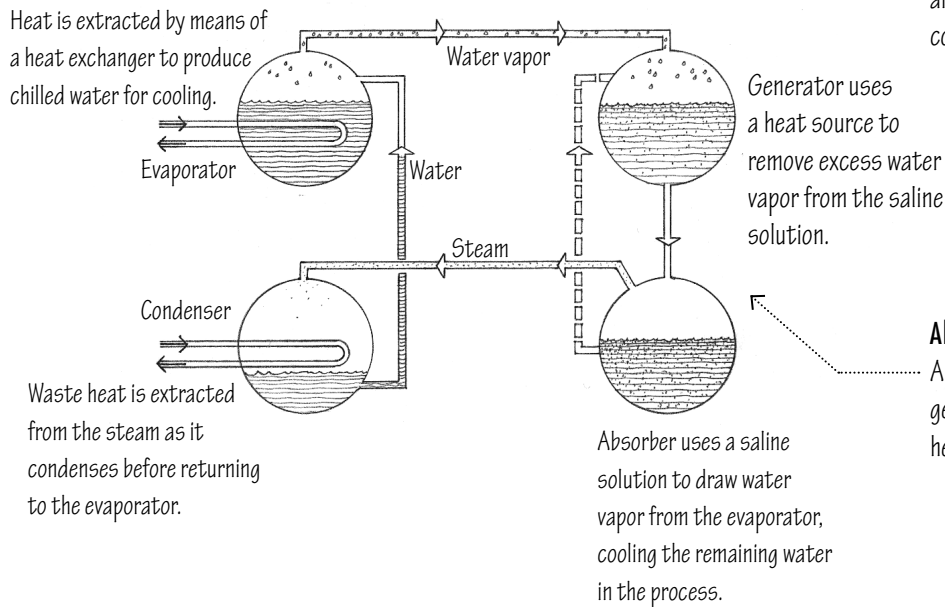 Heat is extracted by means of
a heat exchanger to produce
chilled water for cooling.
Water vapor
Generator uses
a heat source to
remove excess water
vapor from the saline
solution.
Evaporator
Water
Steam
Condenser
Waste heat is extracted
from the steam as it
condenses before returning
to the evaporator.
Absorber uses a saline
solution to draw water
vapor from the evaporator,
cooling the remaining water
in the process.